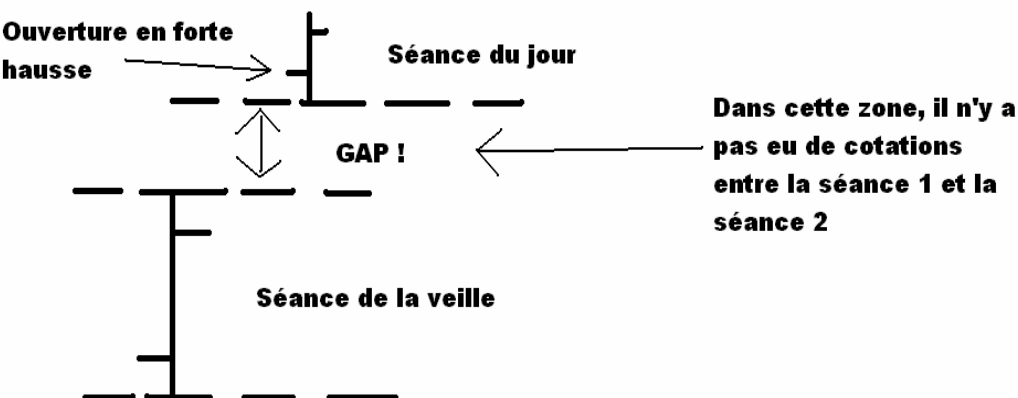 Ouverture en forte
hausse
Séance du jour
GAP !
Dans cette zone, il n'y a
pas eu de cotations
entre la séance 1 et la
séance 2
Séance de la veille